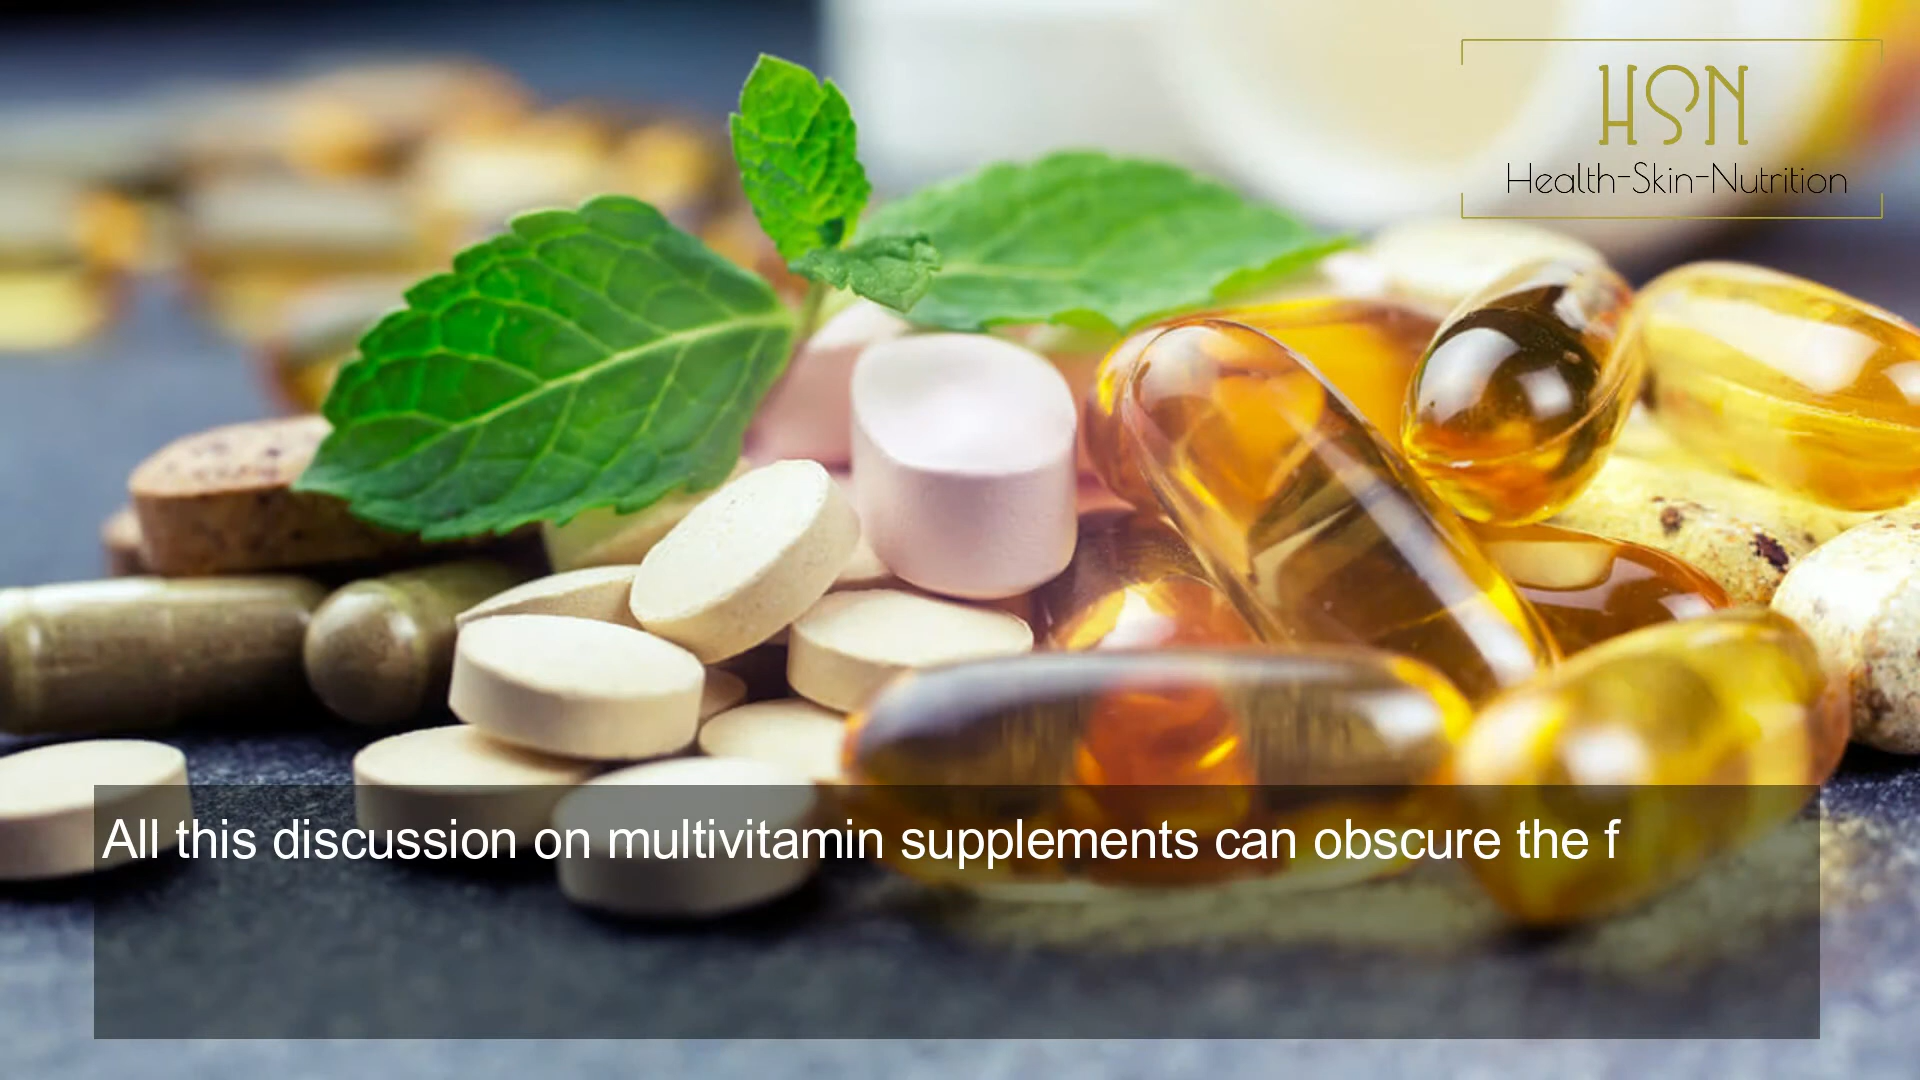 HSN
Health-Skin-Nutrition
All this discussion on multivitamin supplements can obscure the f